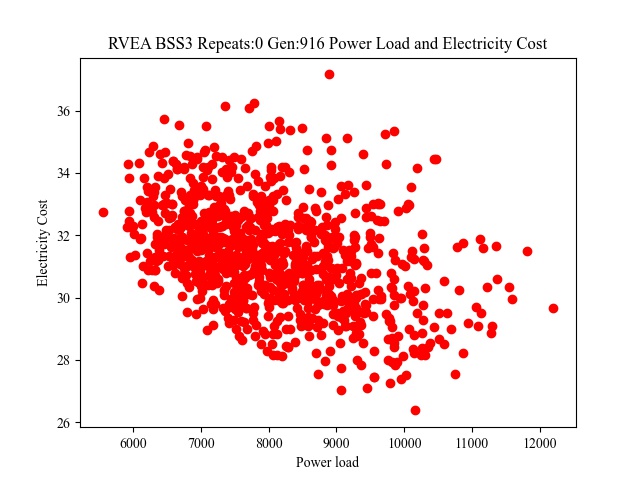 RVEA BSS3 Repeats:0 Gen:916 Power Load and Electricity Cost
36
34
32
30
28
26
Electricity Cost
6000 7000 8000 9000 10000 11000 12000
Power load